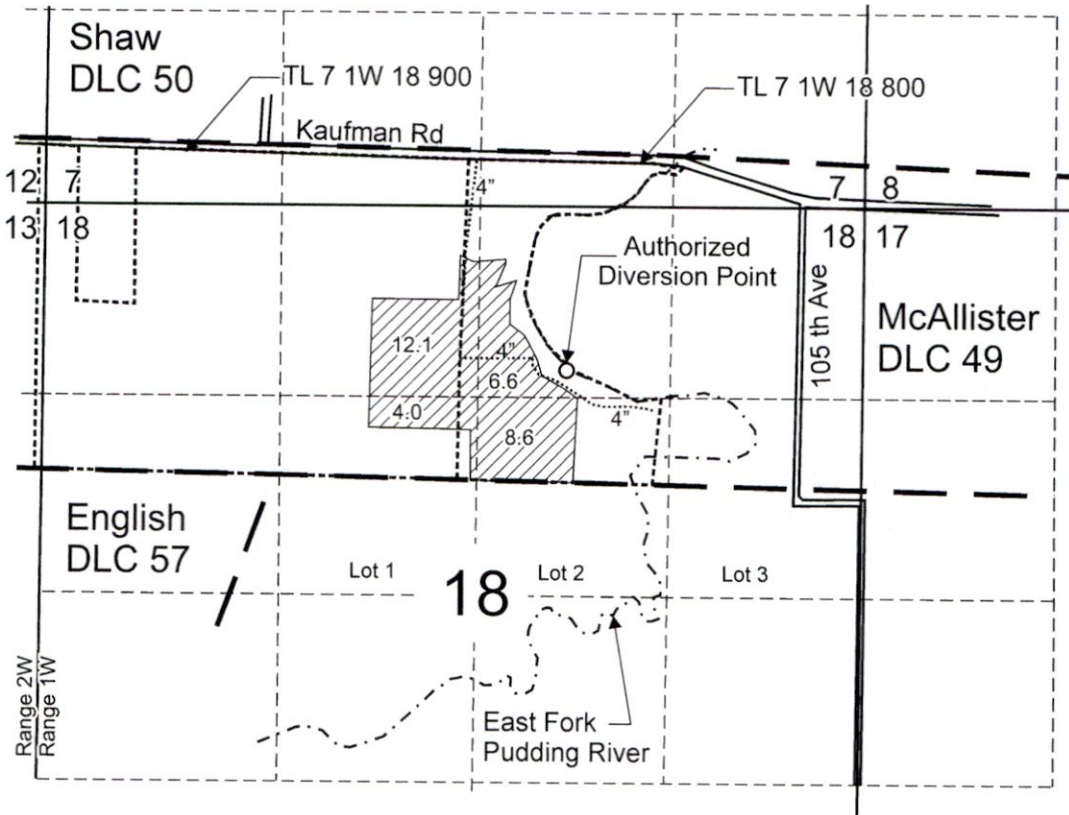 Shaw
DLC 50
TL 7 1W 18 900
TL 7 1W 18 800
Kaufman Rd
12 7
13 18
4"
7 8
18 17
Authorized
Diversion Point
McAllister
DLC 49
105 th Ave
12.1
4"
6.6
4.0
4"
8.6
English
DLC 57
Lot 1
18
Lot 2
Lot 3
Range 2W
Range 1W
East Fork
Pudding River